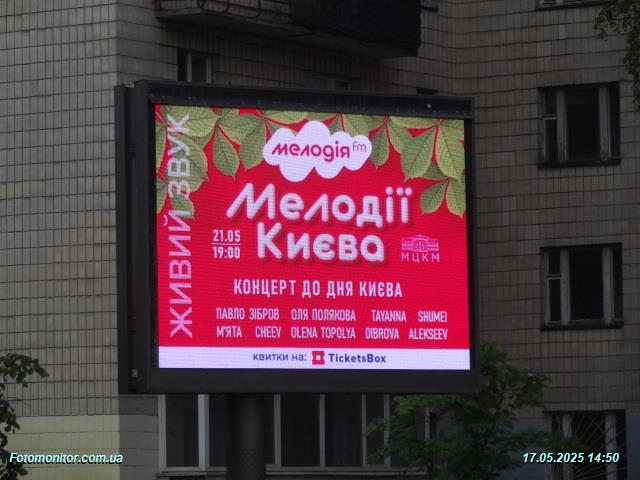 ЖИВИЙ ЗВУК
мелодія fm
Мелодії
Києва
21.05
19:00
МЦКМ
КОНЦЕРТ ДО ДНЯ КИЄВА
ПАВЛО ЗІБРОВ ОЛЯ ПОЛЯКОВА TAYANNA SHUMEI
М'ЯТА CHEEV OLENA TOPOLYA DIBROVA ALEKSEEV
квитки на: TicketsBox
Fotomonitor.com.ua
17.05.2025 14:50